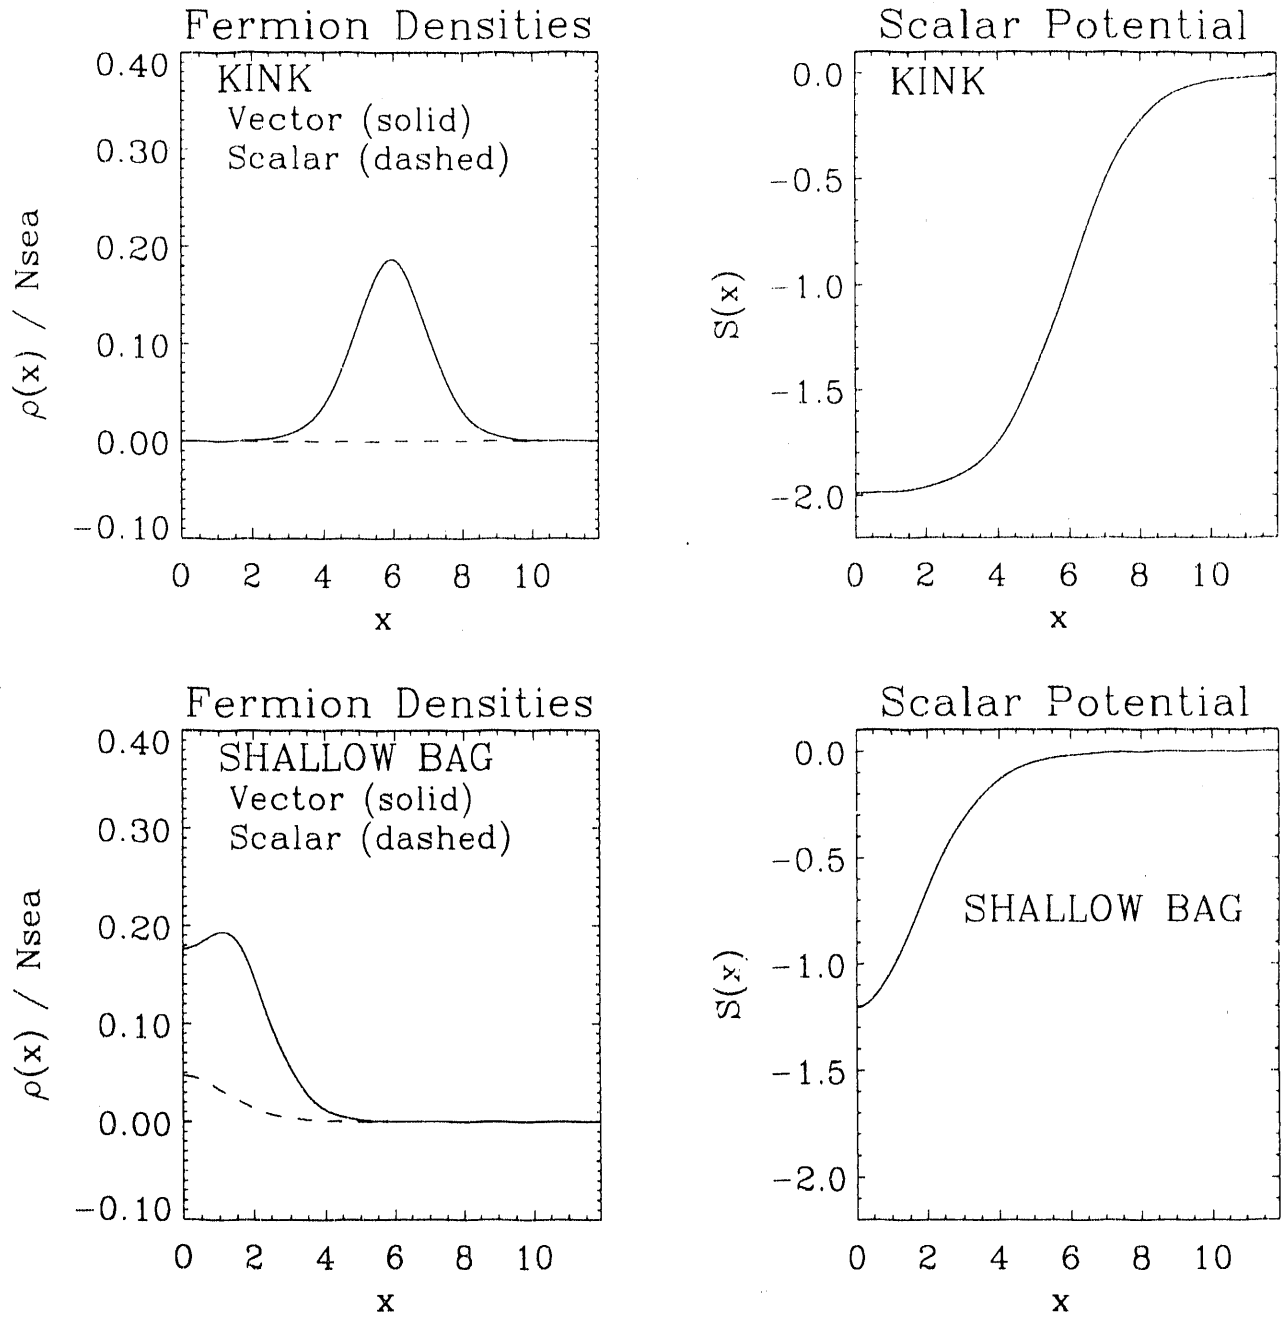 Fermion Densities
0.40
0.30
0.20
0.10
0.00
−0.10
ρ(x) / Nsea
KINK
Vector (solid)
Scalar (dashed)
0 2 4 6 8 10
x
Scalar Potential
0.0
−0.5
−1.0
−1.5
−2.0
S(x)
KINK
0 2 4 6 8 10
x
Fermion Densities
0.40
0.30
0.20
0.10
0.00
−0.10
ρ(x) / Nsea
SHALLOW BAG
Vector (solid)
Scalar (dashed)
0 2 4 6 8 10
x
Scalar Potential
0.0
−0.5
−1.0
−1.5
−2.0
S(x)
SHALLOW BAG
0 2 4 6 8 10
x